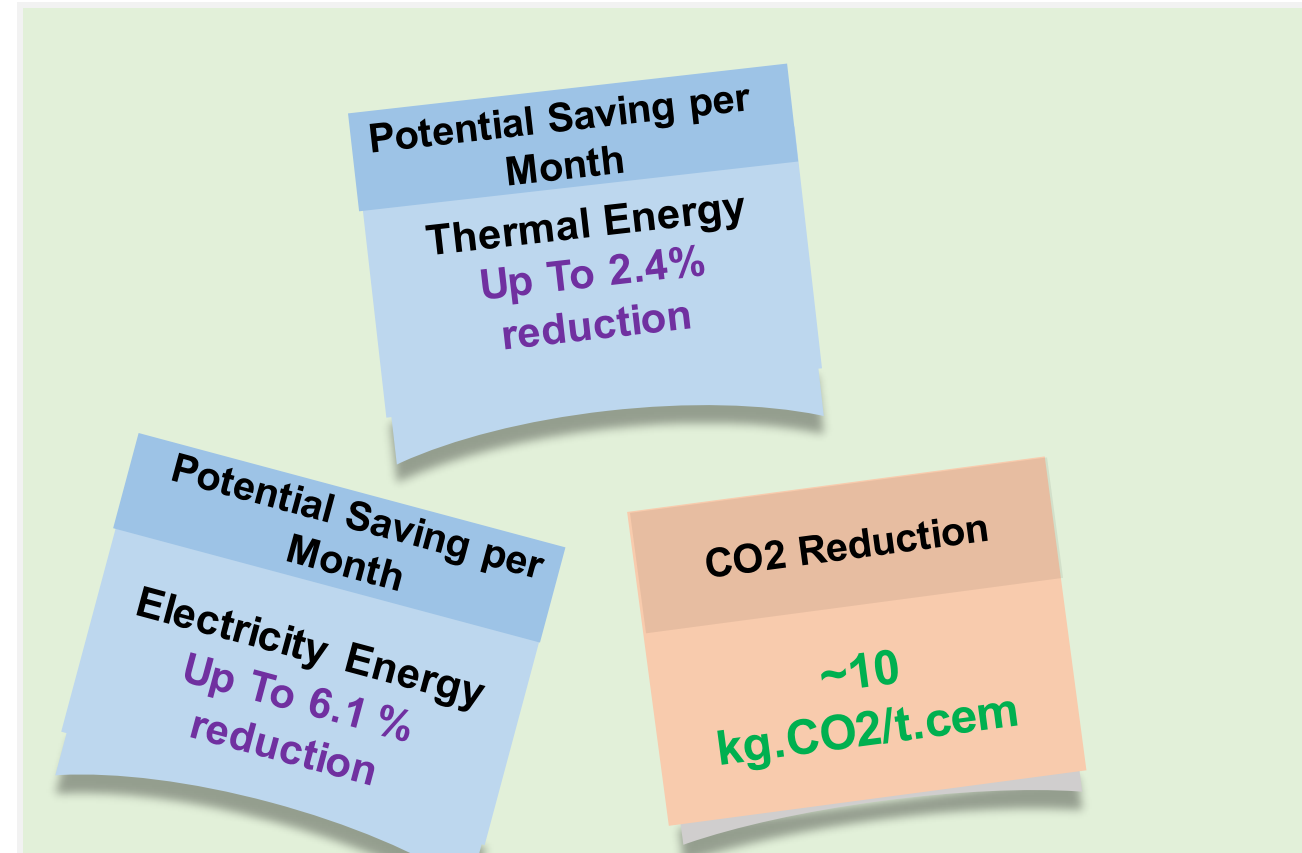 Potential Saving per
Month
Thermal Energy
Up To 2.4%
reduction
Potential Saving per
Month
Electricity Energy
Up To 6.1 %
reduction
CO2 Reduction
~10
kg.CO2/t.cem